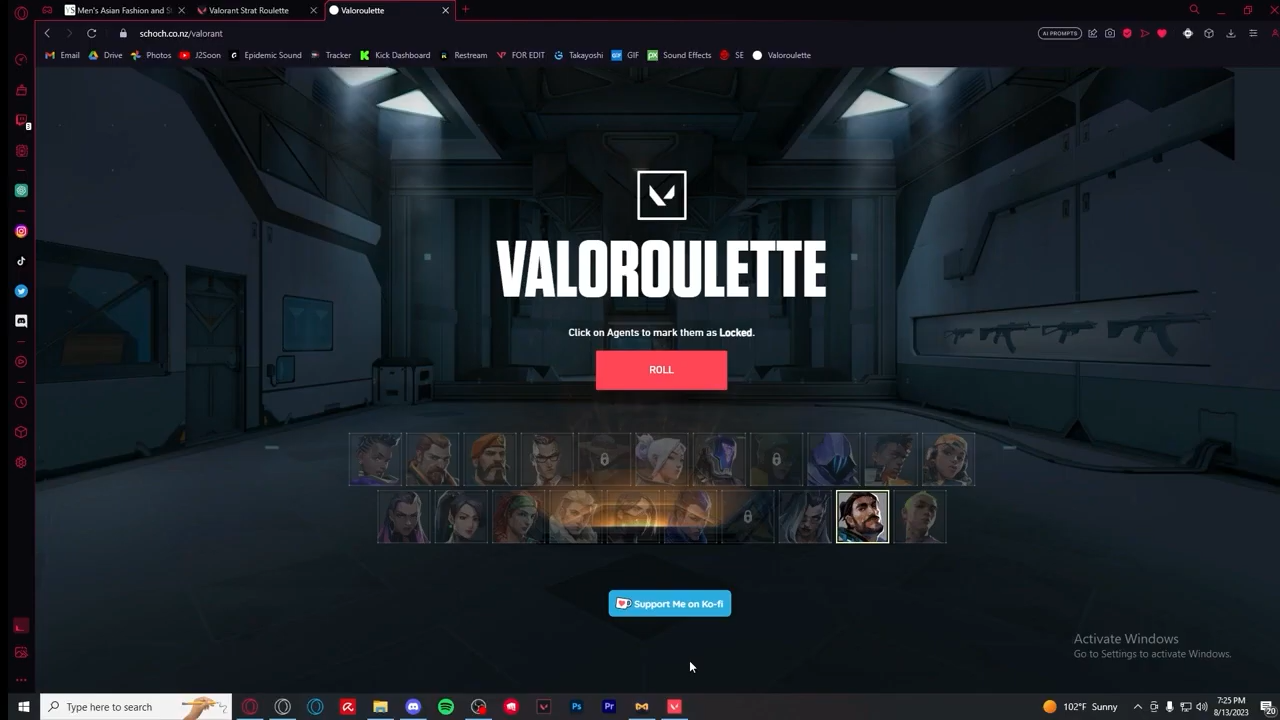 Men's Asian Fashion and S
Valorant Strat Roulette
Valoroulette
schoch.co.nz/valorant
AI PROMPTS
Email
Drive
Photos
J2Soon
Epidemic Sound
Tracker
Kick Dashboard
Restream
FOR EDIT
Takayoshi
GIF
Sound Effects
SE
Valoroulette
VALOROULETTE
Click on Agents to mark them as Locked.
ROLL
Support Me on Ko-fi
Activate Windows
Go to Settings to activate Windows.
Type here to search
102°F Sunny
7:25 PM
8/13/2023
20